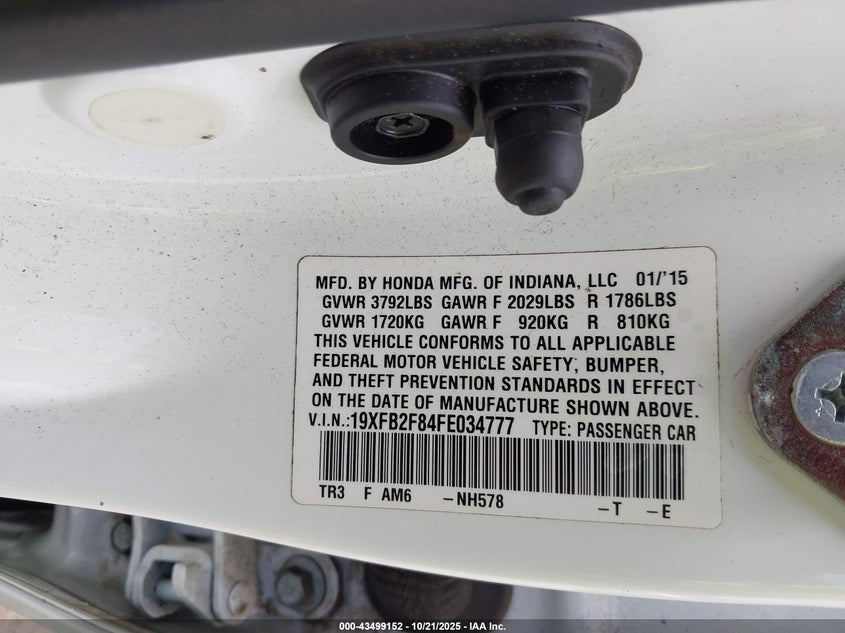 MFD. BY HONDA MFG. OF INDIANA, LLC 01/'15
GVWR 3792LBS GAWR F 2029LBS R 1786LBS
GVWR 1720KG GAWR F 920KG R 810KG
THIS VEHICLE CONFORMS TO ALL APPLICABLE
FEDERAL MOTOR VEHICLE SAFETY, BUMPER,
AND THEFT PREVENTION STANDARDS IN EFFECT
ON THE DATE OF MANUFACTURE SHOWN ABOVE.
V.I.N.:19XFB2F84FE034777 TYPE: PASSENGER CAR
TR3 F AM6 -NH578 -T -E
000-43499152 - 10/21/2025 - IAA Inc.